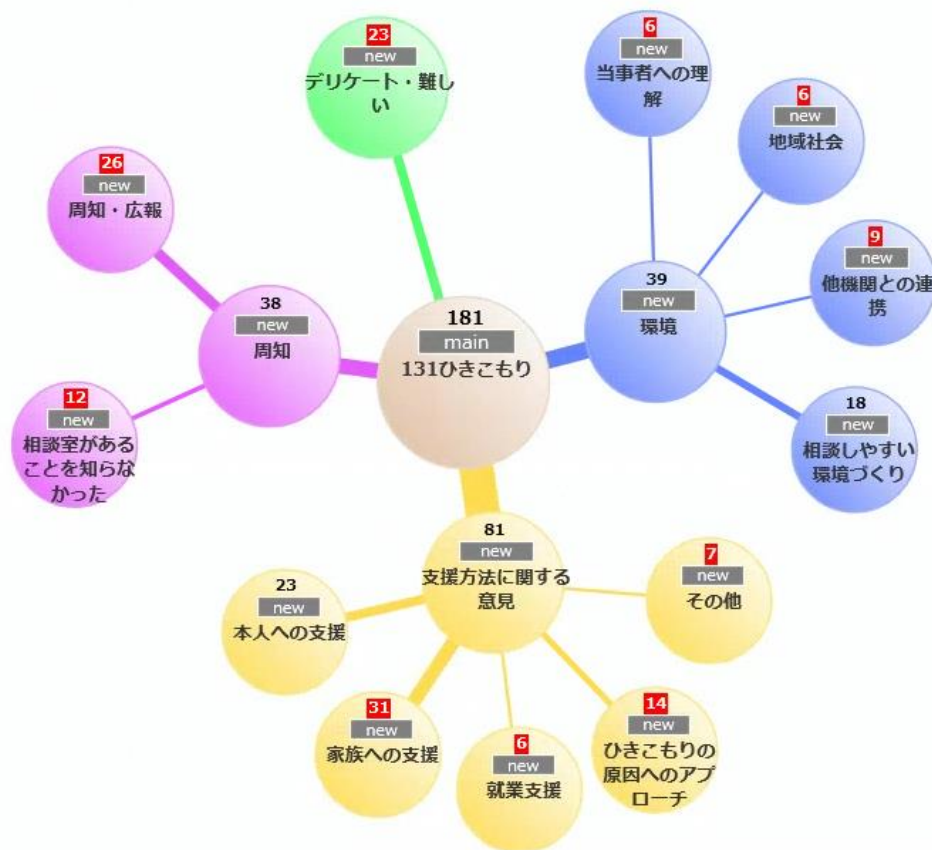 23
new
デリケート・難し
い
6
new
当事者への理
解
6
new
地域社会
26
new
周知・広報
9
new
他機関との連
携
38
new
周知
181
main
131ひきこもり
39
new
環境
12
new
相談室がある
ことを知らな
かった
18
new
相談しやすい
環境づくり
81
new
支援方法に関する
意見
23
new
本人への支援
7
new
その他
31
new
家族への支援
6
new
就業支援
14
new
ひきこもりの
原因へのアプ
ローチ